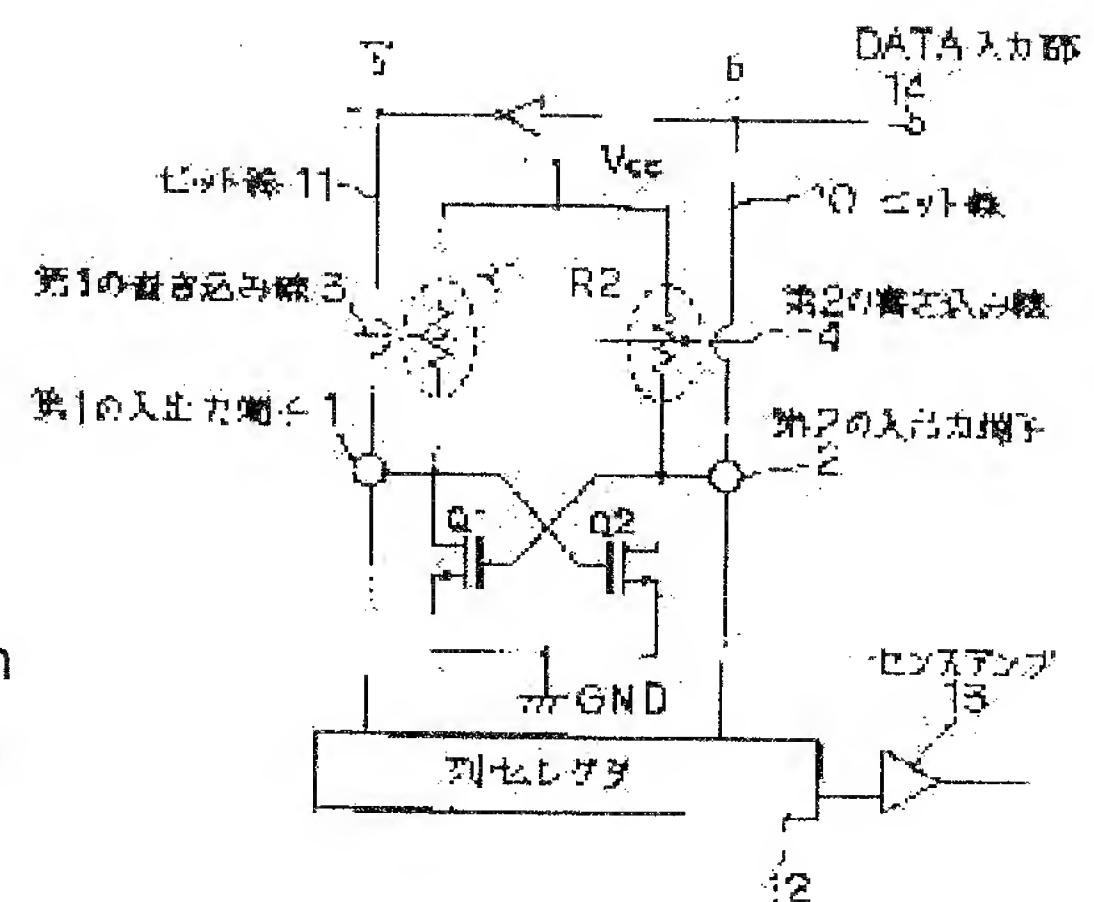 b
DATA入力部
14
Vcc
ビット線 11
10 ビット線
第1の書き込み線 3
R2
第2の書き込み線
4
第1の入出力端子 1
第2の入出力端子
2
Q1
Q2
GND
センスアンプ
13
列セレクタ
12